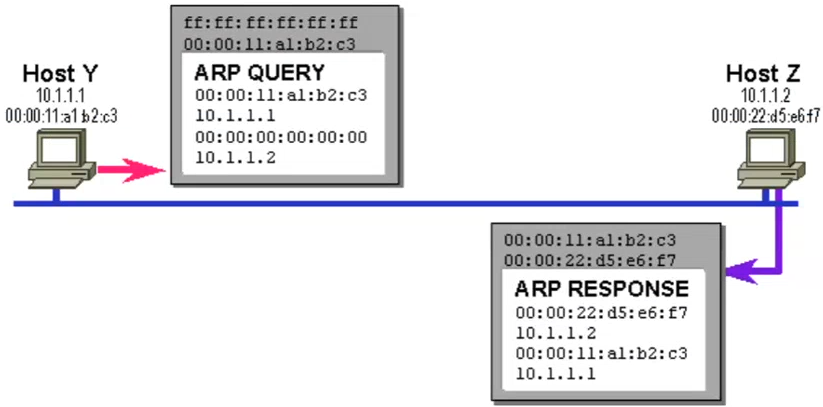 ff:ff:ff:ff:ff:ff
00:00:11:a1:b2:c3
ARP QUERY
00:00:11:a1:b2:c3
10.1.1.1
00:00:00:00:00:00
10.1.1.2
Host Y
10.1.1.1
00:00:11:a1 b2:c3
Host Z
10.1.1.2
00:00:22:d5:e6:f7
00:00:11:a1:b2:c3
00:00:22:d5:e6:f7
ARP RESPONSE
00:00:22:d5:e6:f7
10.1.1.2
00:00:11:a1:b2:c3
10.1.1.1